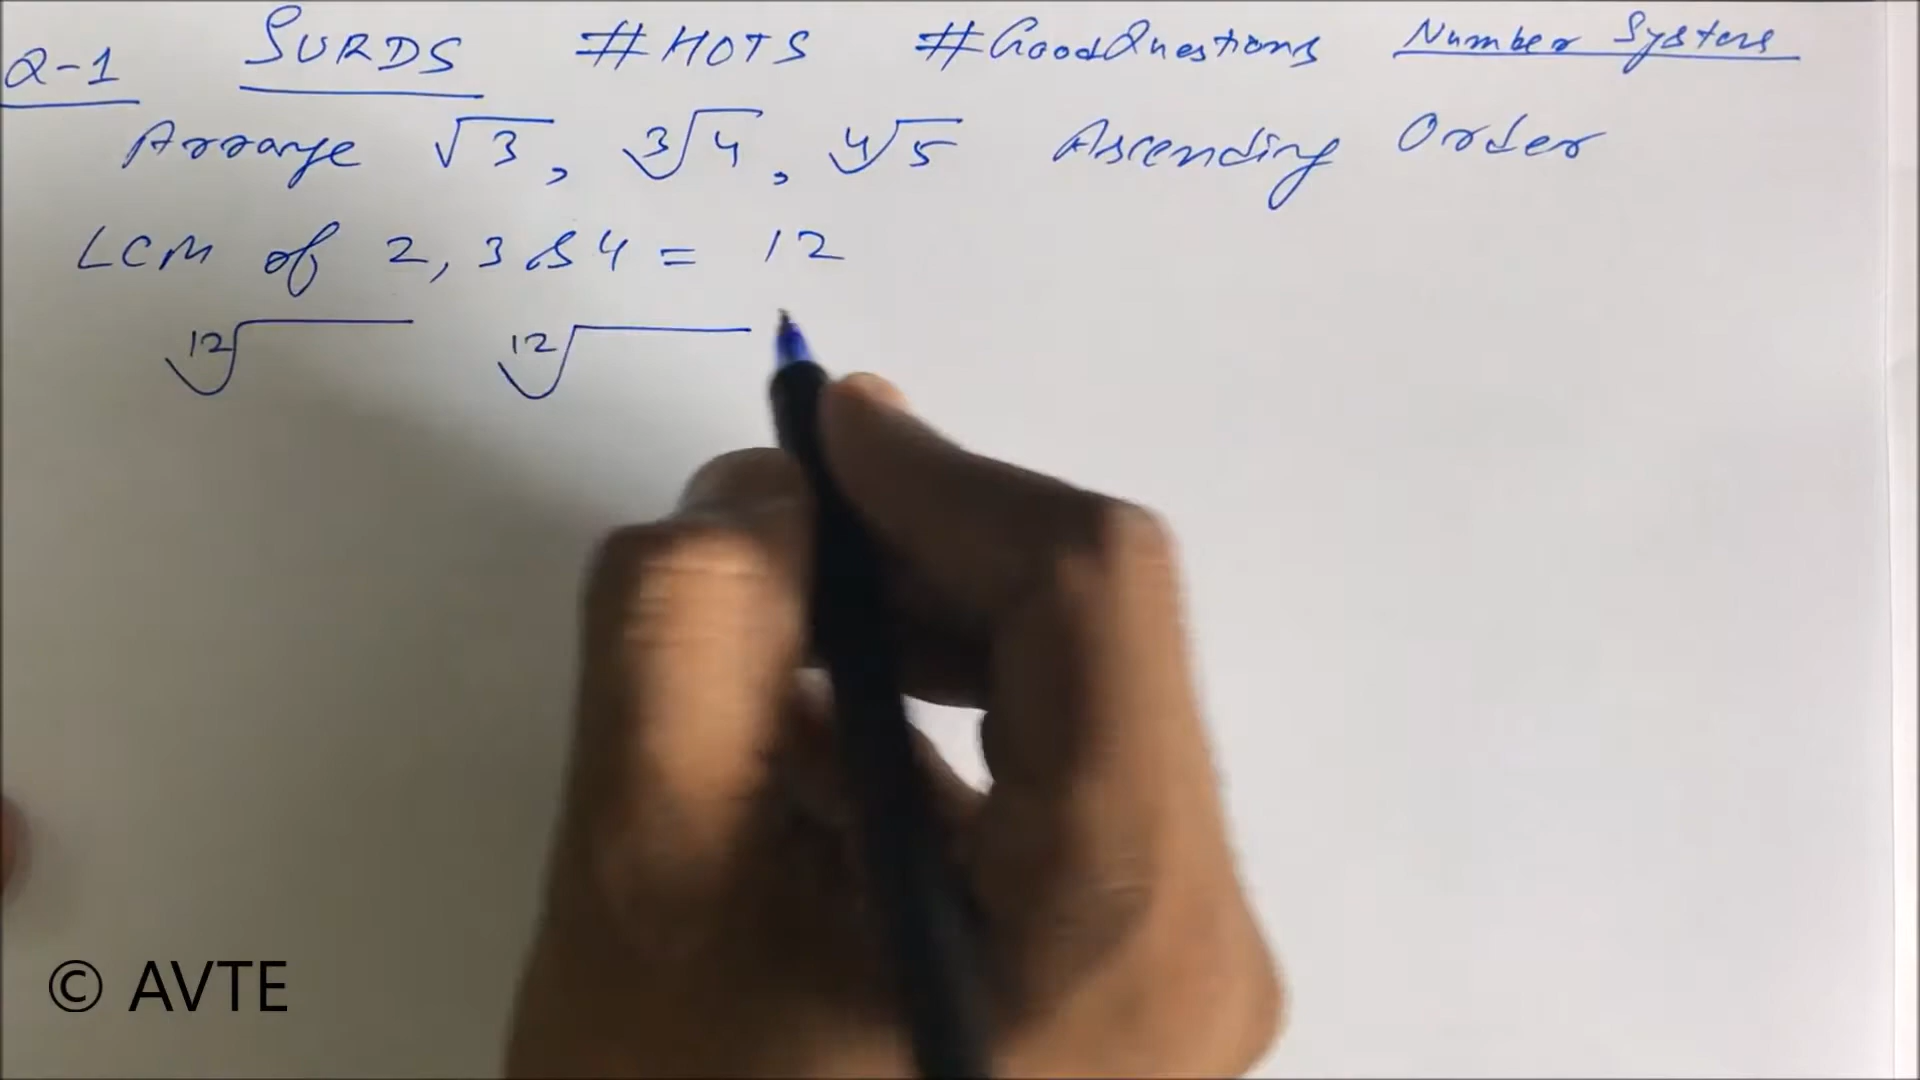 Q-1 SURDS #HOTS #GoodQuestions Number System
Arrange √3, ∛4, ∜5 Ascending Order
LCM of 2, 3 & 4 = 12
¹²√ ¹²√
© AVTE